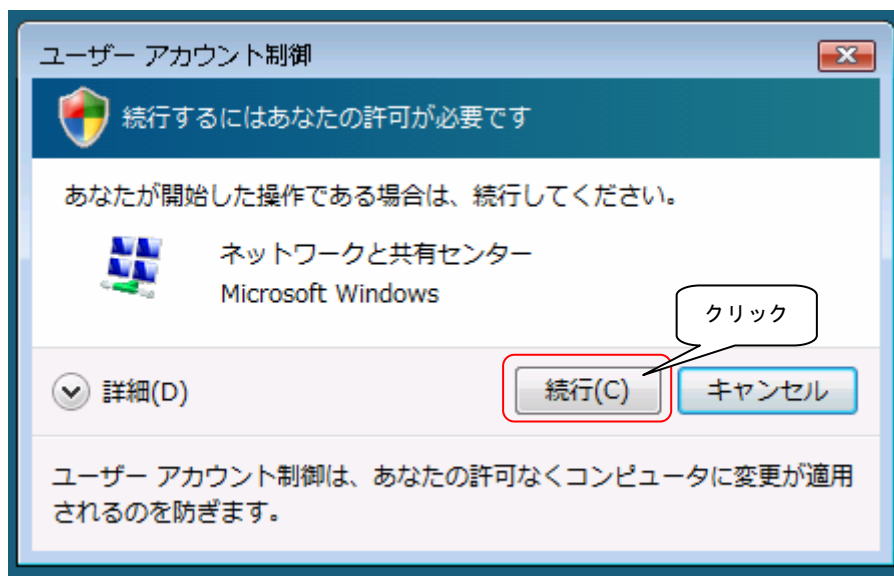 ユーザー アカウント制御
続行するにはあなたの許可が必要です
あなたが開始した操作である場合は、続行してください。
ネットワークと共有センター
Microsoft Windows
クリック
詳細(D)
続行(C)
キャンセル
ユーザー アカウント制御は、あなたの許可なくコンピュータに変更が適用
されるのを防ぎます。